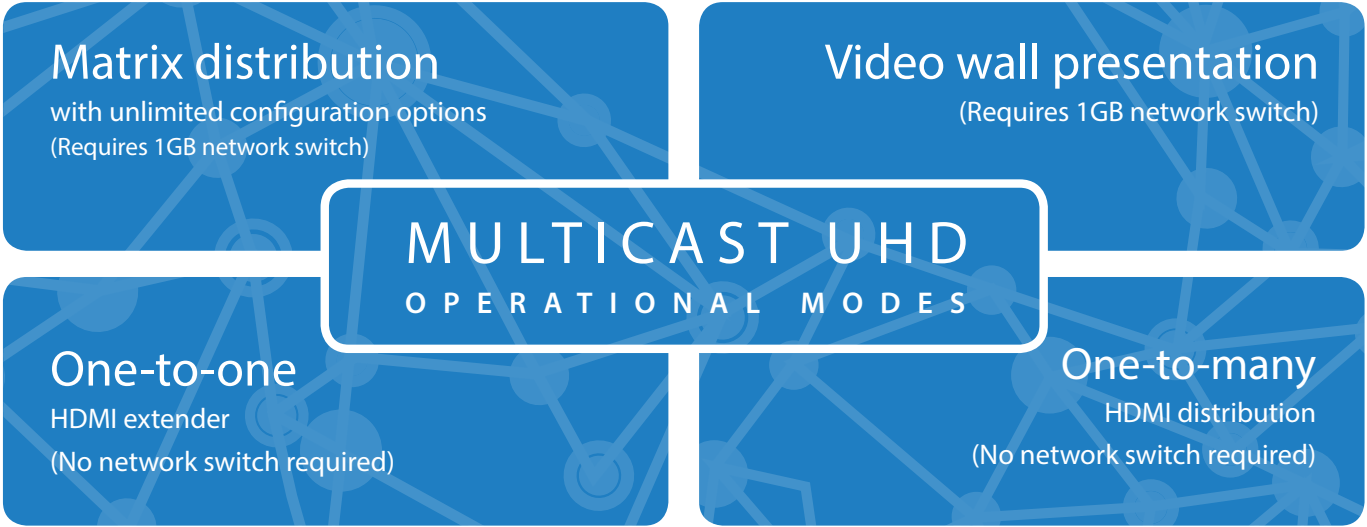 Matrix distribution
with unlimited configuration options
(Requires 1GB network switch)
Video wall presentation
(Requires 1GB network switch)
MULTICAST UHD
OPERATIONAL MODES
One-to-one
HDMI extender
(No network switch required)
One-to-many
HDMI distribution
(No network switch required)